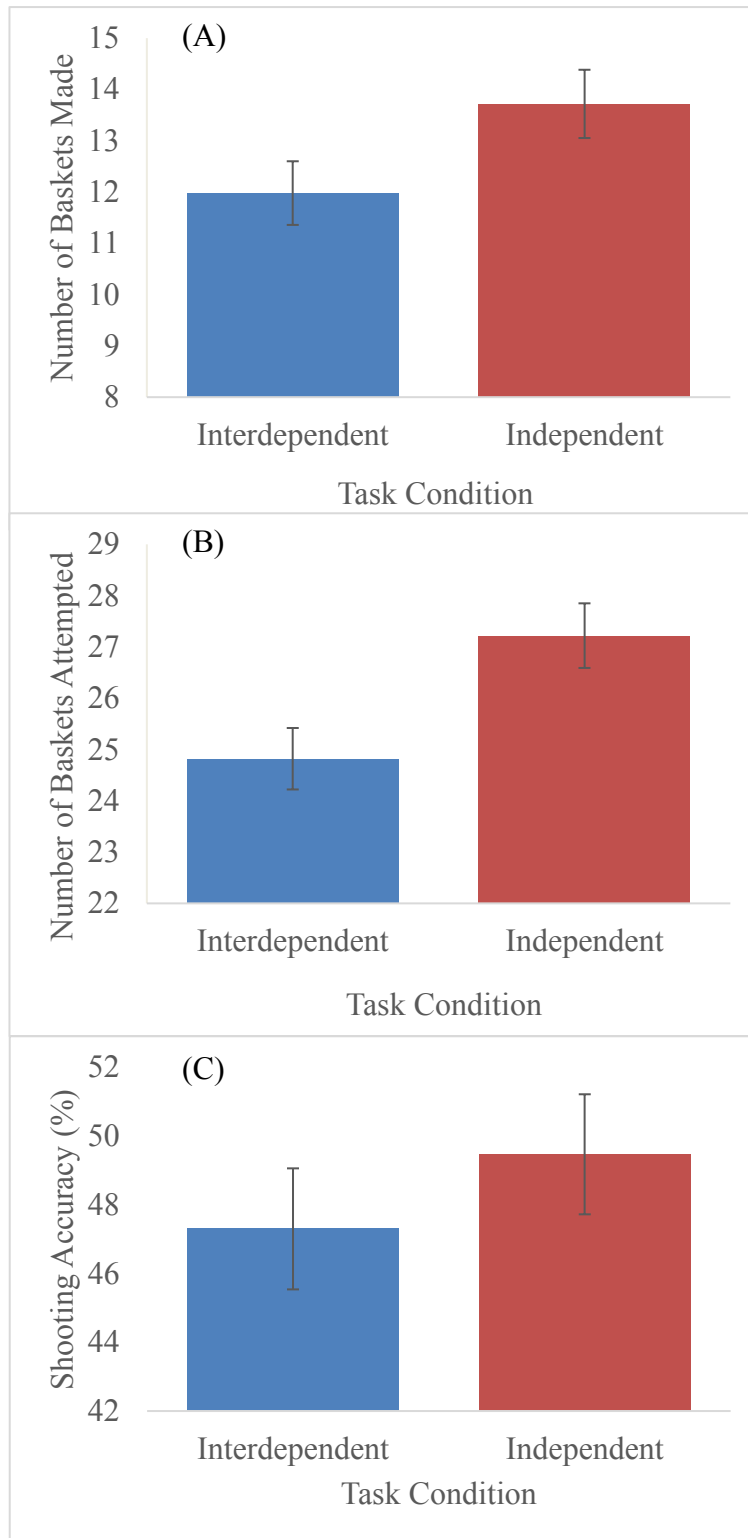 (A)
Number of Baskets Made
15
14
13
12
11
10
9
8
Interdependent Independent
Task Condition
(B)
Number of Baskets Attempted
29
28
27
26
25
24
23
22
Interdependent Independent
Task Condition
(C)
Shooting Accuracy (%)
52
50
48
46
44
42
Interdependent Independent
Task Condition